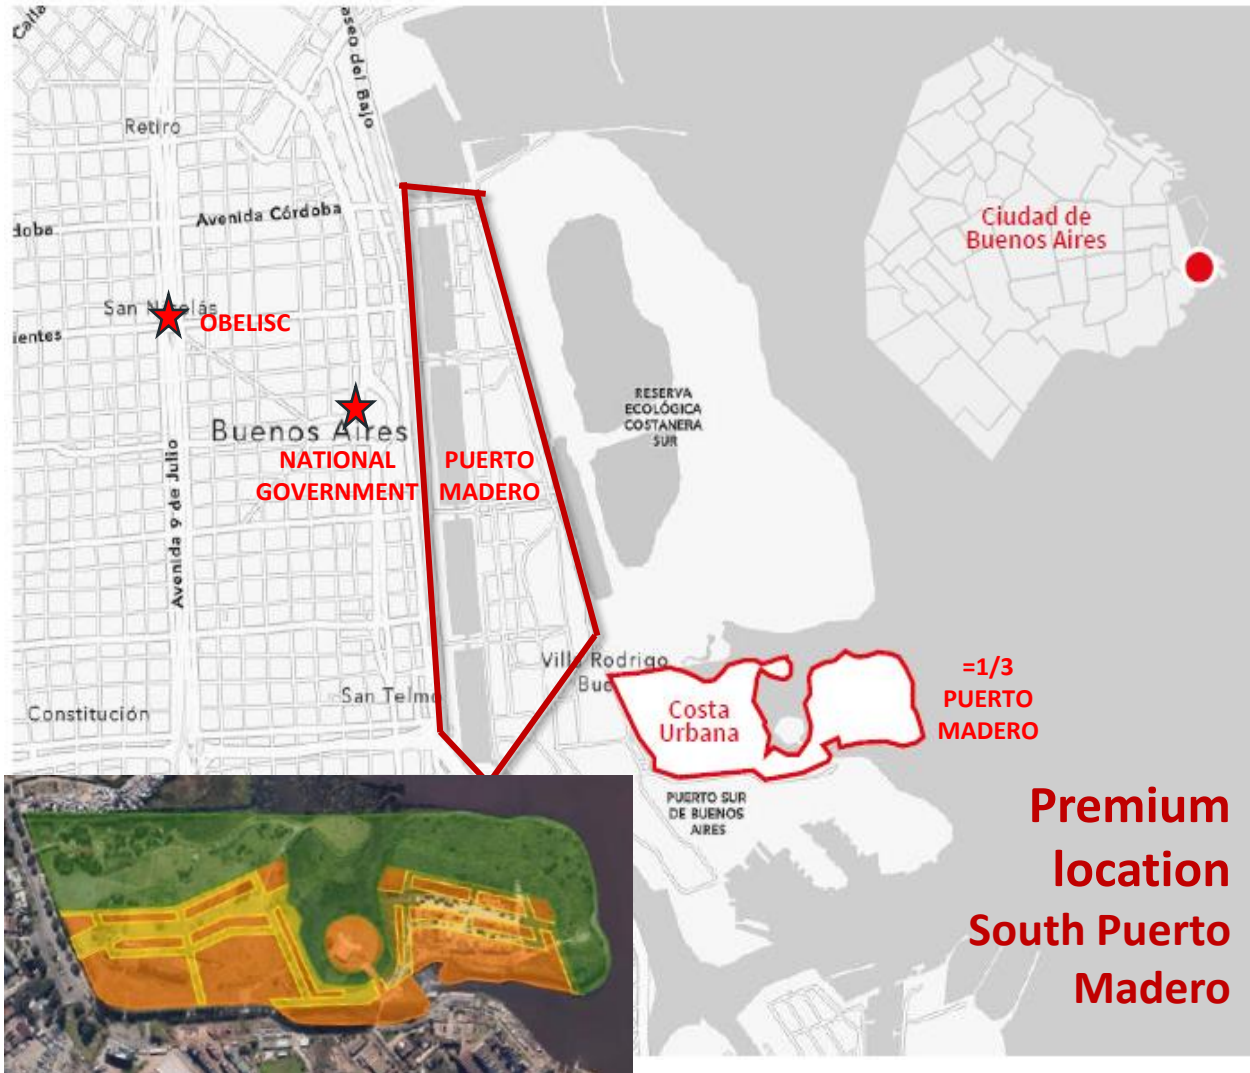 Calla
aseo del Bajo
Retiro
Avenida Córdoba
doba
San Nicolás
OBELISC
ientes
Buenos Aires
NATIONAL
GOVERNMENT
PUERTO
MADERO
Avenida 9 de Julio
RESERVA
ECOLÓGICA
COSTANERA
SUR
Ciudad de
Buenos Aires
Villa Rodrigo
Bue
San Telmo
Constitución
Costa
Urbana
=1/3
PUERTO
MADERO
PUERTO SUR
DE BUENOS
AIRES
Premium
location
South Puerto
Madero